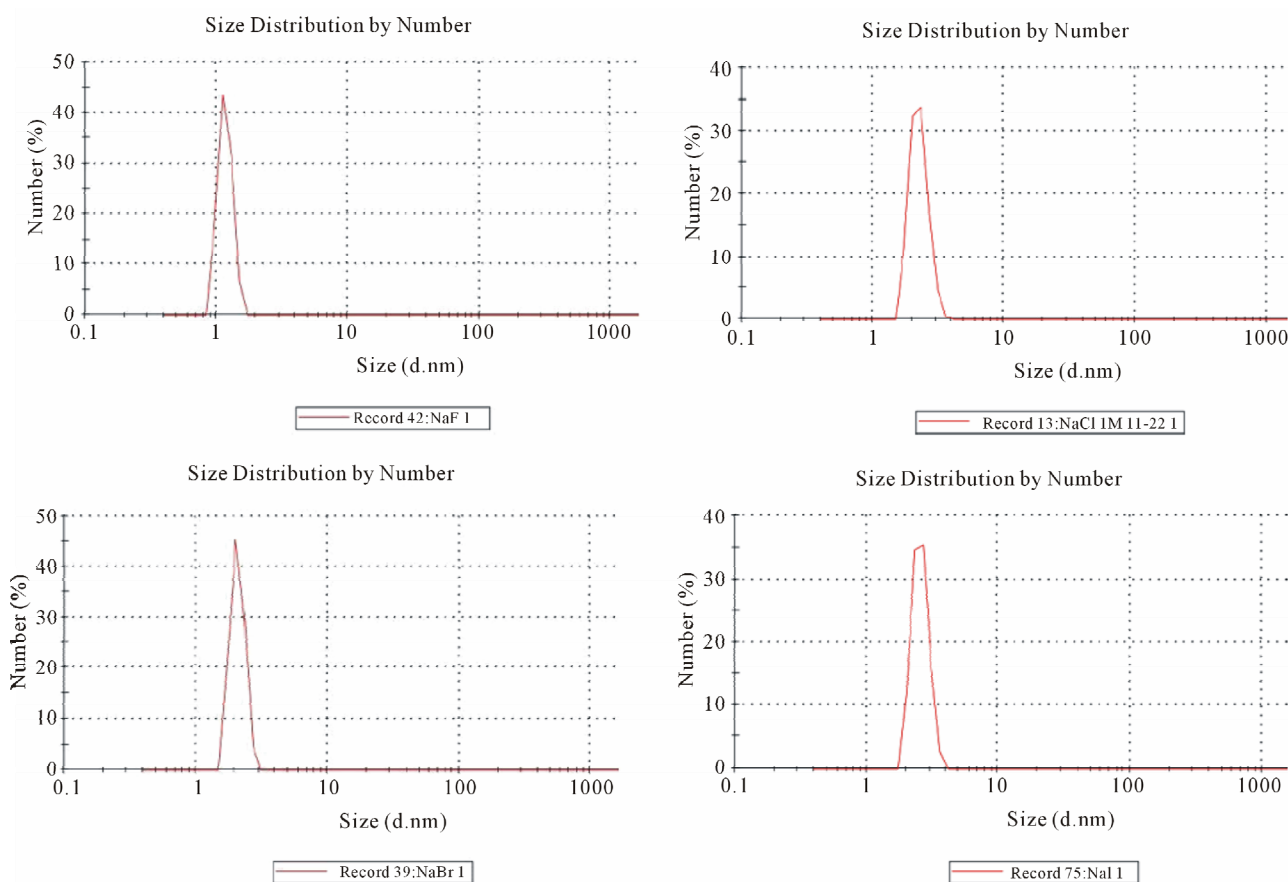 Size Distribution by Number
Number (%)
50
40
30
20
10
0
0.1
1
10
100
1000
Size (d.nm)
Record 42:NaF 1
Size Distribution by Number
Number (%)
40
30
20
10
0
0.1
1
10
100
1000
Size (d.nm)
Record 13:NaCl 1M 11-22 1
Size Distribution by Number
Number (%)
50
40
30
20
10
0
0.1
1
10
100
1000
Size (d.nm)
Record 39:NaBr 1
Size Distribution by Number
Number (%)
40
30
20
10
0
0.1
1
10
100
1000
Size (d.nm)
Record 75:NaI 1